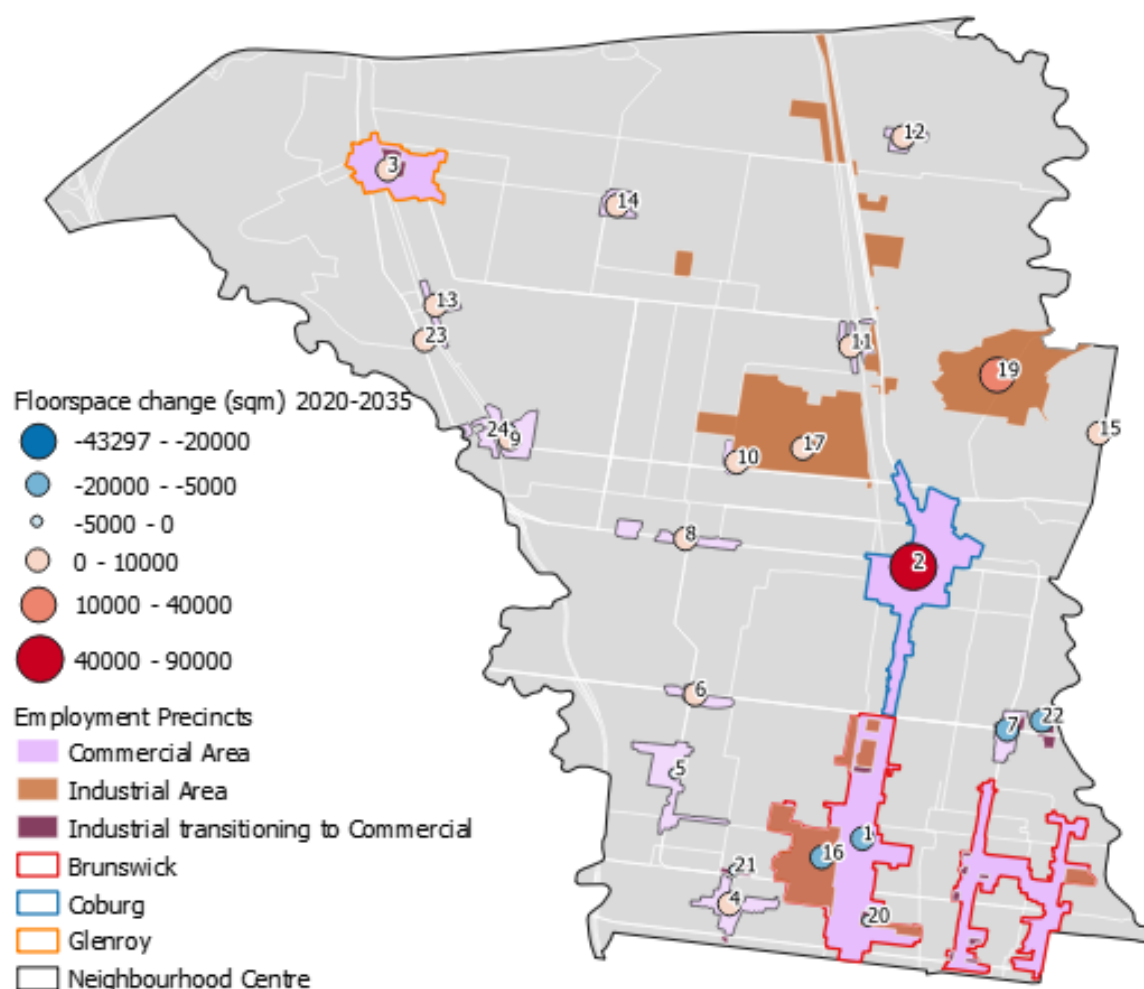 12
3
14
13
23
11
19
Floorspace change (sqm) 2020-2035
-43297 - -20000
-20000 - -5000
-5000 - 0
0 - 10000
10000 - 40000
40000 - 90000
24
9
15
10
17
8
2
6
7
22
5
1
16
21
4
20
Employment Precincts
Commercial Area
Industrial Area
Industrial transitioning to Commercial
Brunswick
Coburg
Glenroy
Neighbourhood Centre